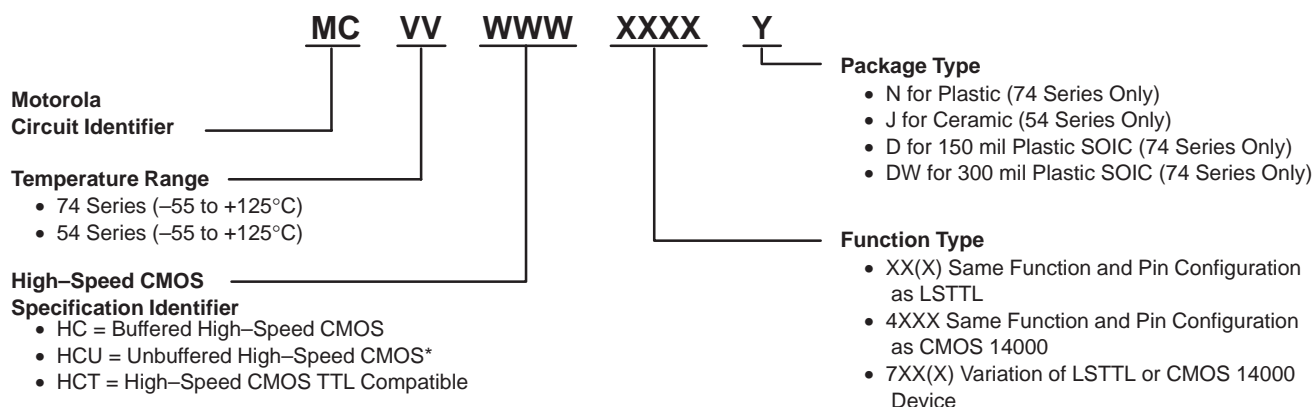 MC VV WWW XXXX Y
Motorola
Circuit Identifier
Temperature Range
• 74 Series (–55 to +125°C)
• 54 Series (–55 to +125°C)
High–Speed CMOS
Specification Identifier
• HC = Buffered High–Speed CMOS
• HCU = Unbuffered High–Speed CMOS*
• HCT = High–Speed CMOS TTL Compatible
Package Type
• N for Plastic (74 Series Only)
• J for Ceramic (54 Series Only)
• D for 150 mil Plastic SOIC (74 Series Only)
• DW for 300 mil Plastic SOIC (74 Series Only)
Function Type
• XX(X) Same Function and Pin Configuration
as LSTTL
• 4XXX Same Function and Pin Configuration
as CMOS 14000
• 7XX(X) Variation of LSTTL or CMOS 14000
Device